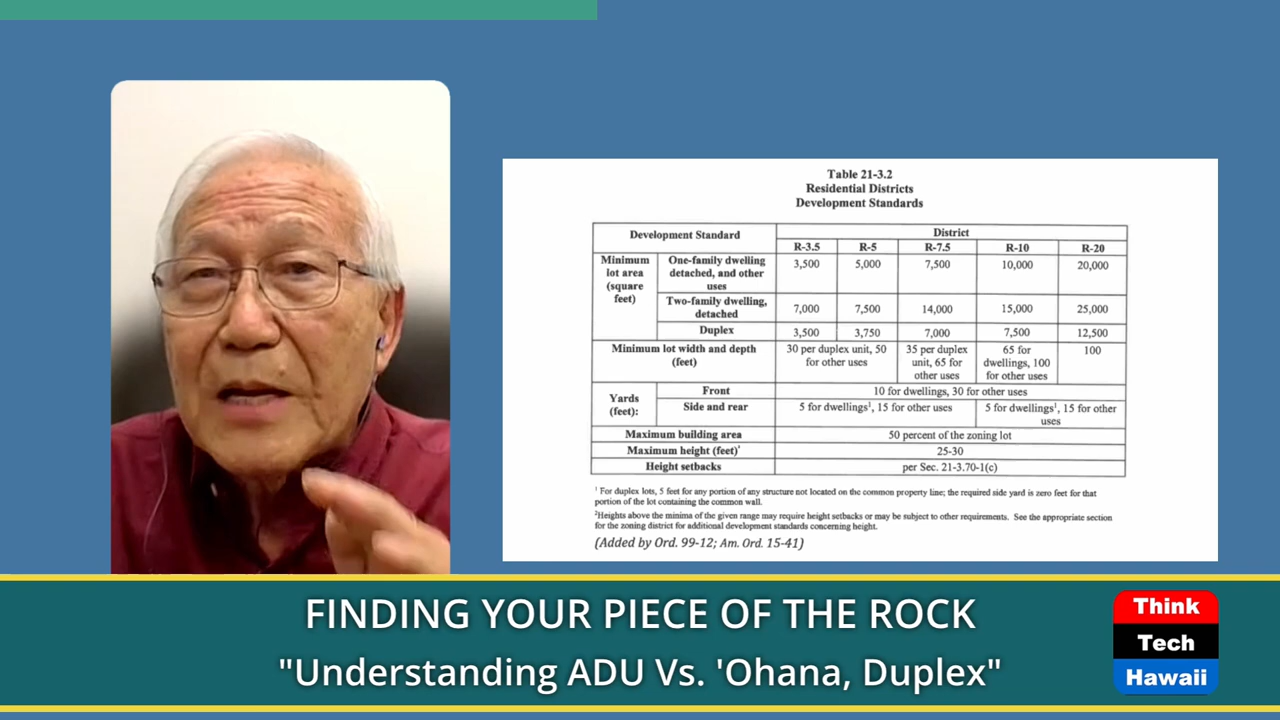 Table 21-3.2
Residential Districts
Development Standards
Development Standard
District
R-3.5 R-5 R-7.5 R-10 R-20
Minimum lot area (square feet)
One-family dwelling detached, and other uses 3,500 5,000 7,500 10,000 20,000
Two-family dwelling, detached 7,000 7,500 14,000 15,000 25,000
Duplex 3,500 3,750 7,000 7,500 12,500
Minimum lot width and depth (feet) 30 per duplex unit, 50 for other uses 35 per duplex unit, 65 for other uses 65 for dwellings, 100 for other uses 100
Yards (feet):
Front 10 for dwellings, 30 for other uses
Side and rear 5 for dwellings¹, 15 for other uses 5 for dwellings¹, 15 for other uses
Maximum building area 50 percent of the zoning lot
Maximum height (feet)² 25-30
Height setbacks per Sec. 21-3.70-1(c)
¹ For duplex lots, 5 feet for any portion of any structure not located on the common property line; the required side yard is zero feet for that
portion of the lot containing the common wall.
²Heights above the minima of the given range may require height setbacks or may be subject to other requirements. See the appropriate section
for the zoning district for additional development standards concerning height.
(Added by Ord. 99-12; Am. Ord. 15-41)
FINDING YOUR PIECE OF THE ROCK
"Understanding ADU Vs. 'Ohana, Duplex"
Think
Tech
Hawaii